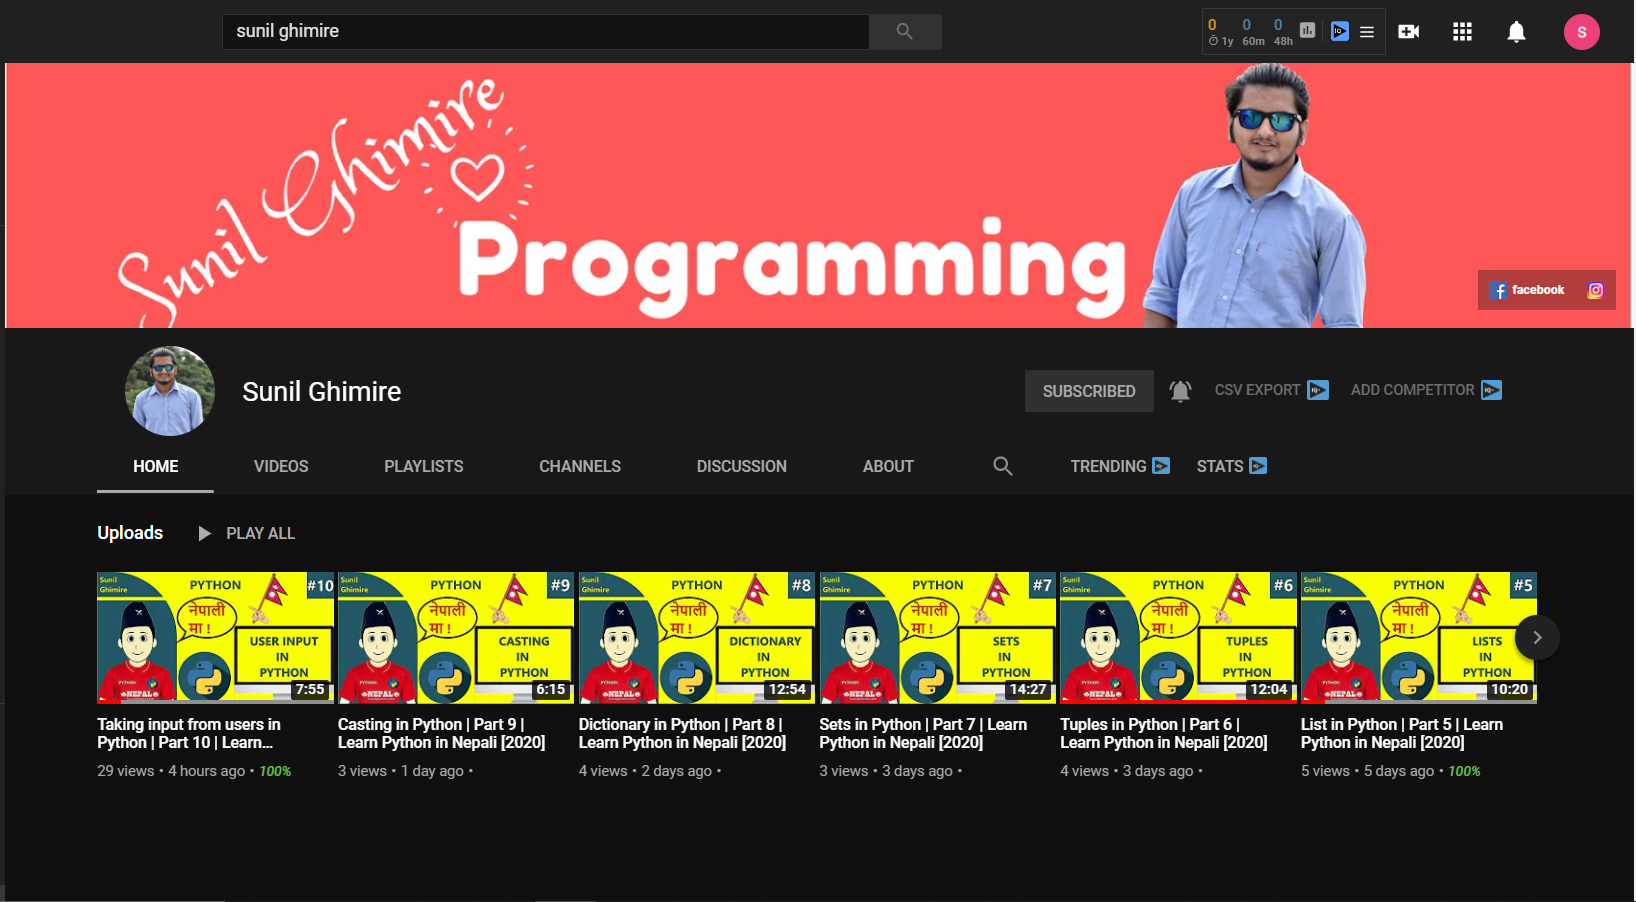 sunil ghimire
0 0 0
1y 60m 48h
S
Sunil Ghimire
Programming
facebook
Sunil Ghimire
SUBSCRIBED
CSV EXPORT
ADD COMPETITOR
HOME
VIDEOS
PLAYLISTS
CHANNELS
DISCUSSION
ABOUT
TRENDING
STATS
Uploads
PLAY ALL
Sunil
Ghimire
PYTHON
#10
नेपाली
मा !
USER INPUT
IN
PYTHON
PYTHON
NEPAL
7:55
Taking input from users in
Python | Part 10 | Learn...
29 views • 4 hours ago • 100%
Sunil
Ghimire
PYTHON
#9
नेपाली
मा !
CASTING
IN
PYTHON
PYTHON
NEPAL
6:15
Casting in Python | Part 9 |
Learn Python in Nepali [2020]
3 views • 1 day ago •
Sunil
Ghimire
PYTHON
#8
नेपाली
मा !
DICTIONARY
IN
PYTHON
PYTHON
NEPAL
12:54
Dictionary in Python | Part 8 |
Learn Python in Nepali [2020]
4 views • 2 days ago •
Sunil
Ghimire
PYTHON
#7
नेपाली
मा !
SETS
IN
PYTHON
PYTHON
NEPAL
14:27
Sets in Python | Part 7 | Learn
Python in Nepali [2020]
3 views • 3 days ago •
Sunil
Ghimire
PYTHON
#6
नेपाली
मा !
TUPLES
IN
PYTHON
PYTHON
NEPAL
12:04
Tuples in Python | Part 6 |
Learn Python in Nepali [2020]
4 views • 3 days ago •
Sunil
Ghimire
PYTHON
#5
नेपाली
मा !
LISTS
IN
PYTHON
PYTHON
NEPAL
10:20
List in Python | Part 5 | Learn
Python in Nepali [2020]
5 views • 5 days ago • 100%